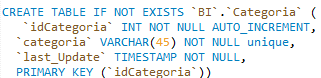 CREATE TABLE IF NOT EXISTS `BI`.`Categoria` (
`idCategoria` INT NOT NULL AUTO_INCREMENT,
`categoria` VARCHAR(45) NOT NULL unique,
`last_Update` TIMESTAMP NOT NULL,
PRIMARY KEY (`idCategoria`))